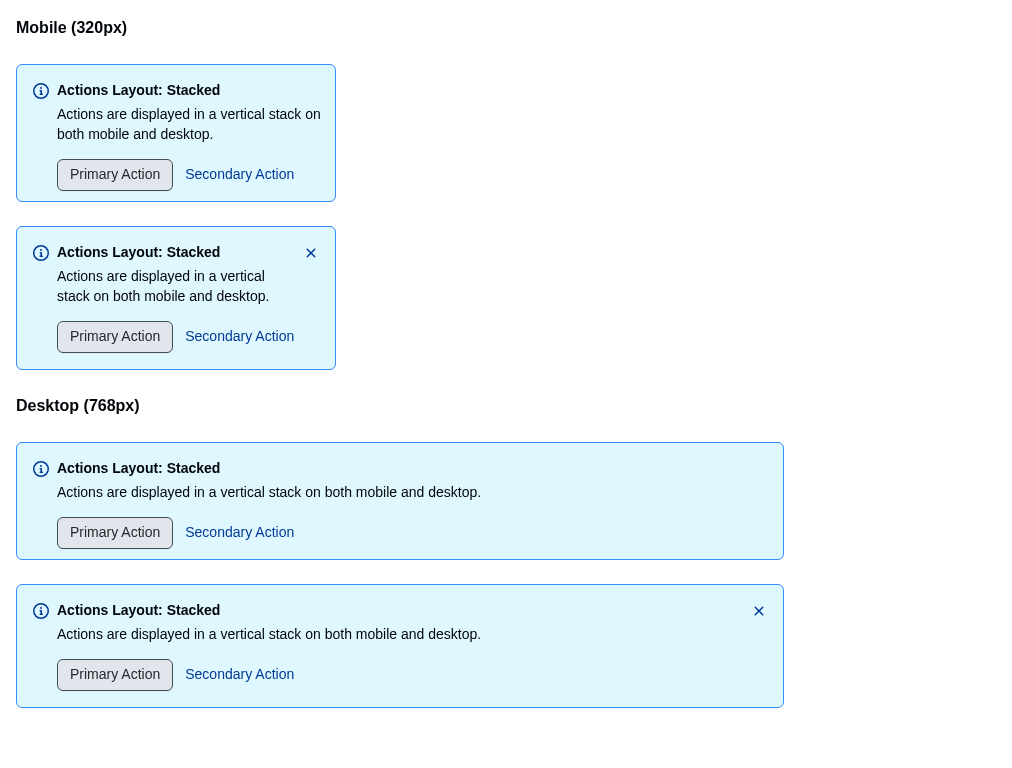 Mobile (320px)
Actions Layout: Stacked
Actions are displayed in a vertical stack on
both mobile and desktop.
Primary Action Secondary Action
Actions Layout: Stacked
Actions are displayed in a vertical
stack on both mobile and desktop.
Primary Action Secondary Action
Desktop (768px)
Actions Layout: Stacked
Actions are displayed in a vertical stack on both mobile and desktop.
Primary Action Secondary Action
Actions Layout: Stacked
Actions are displayed in a vertical stack on both mobile and desktop.
Primary Action Secondary Action